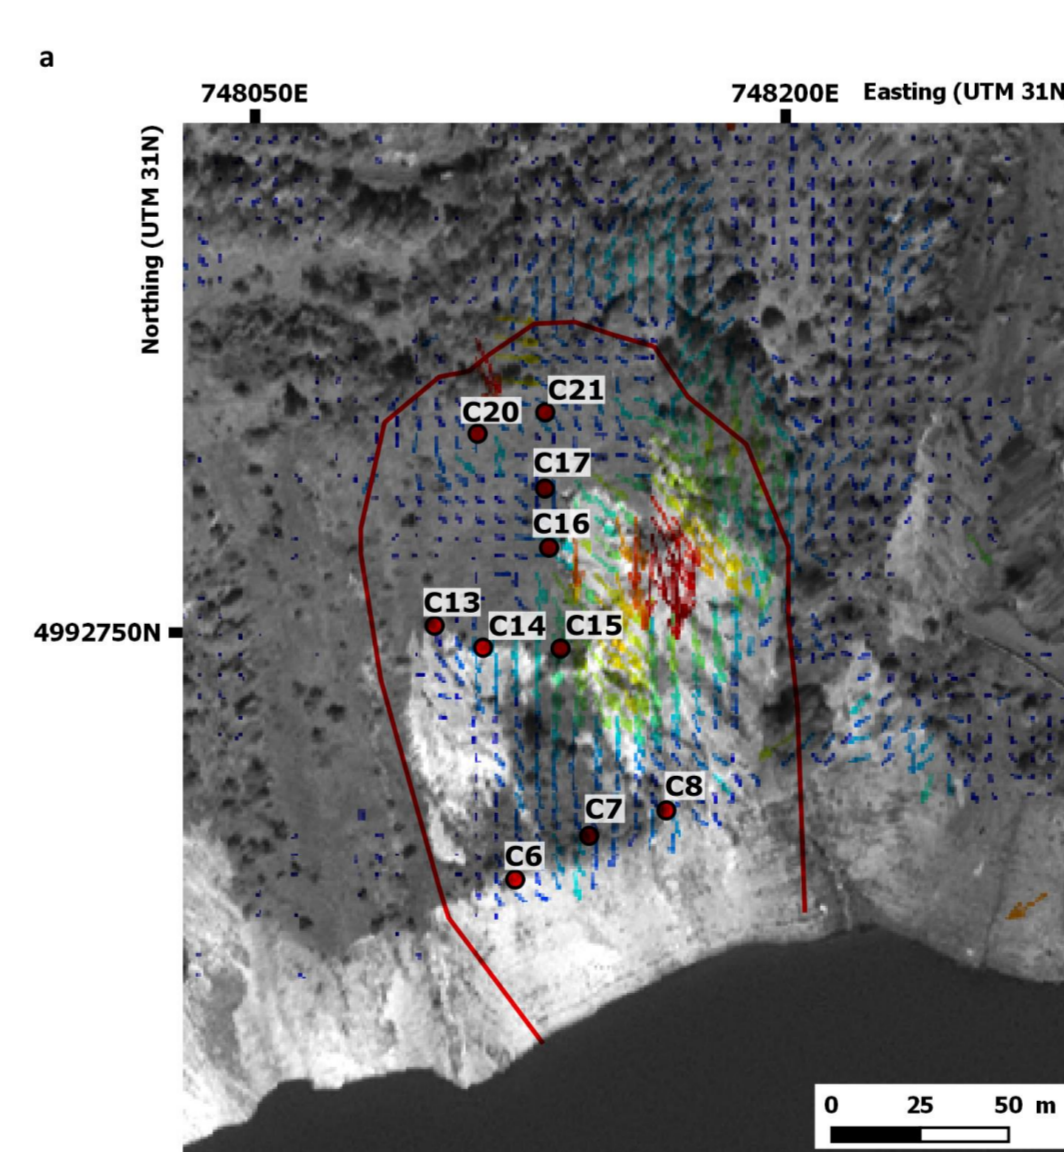 a
748050E 748200E Easting (UTM 31N
Northing (UTM 31N)
C21
C20
C17
C16
C13
4992750N
C14 C15
C8
C7
C6
0 25 50 m